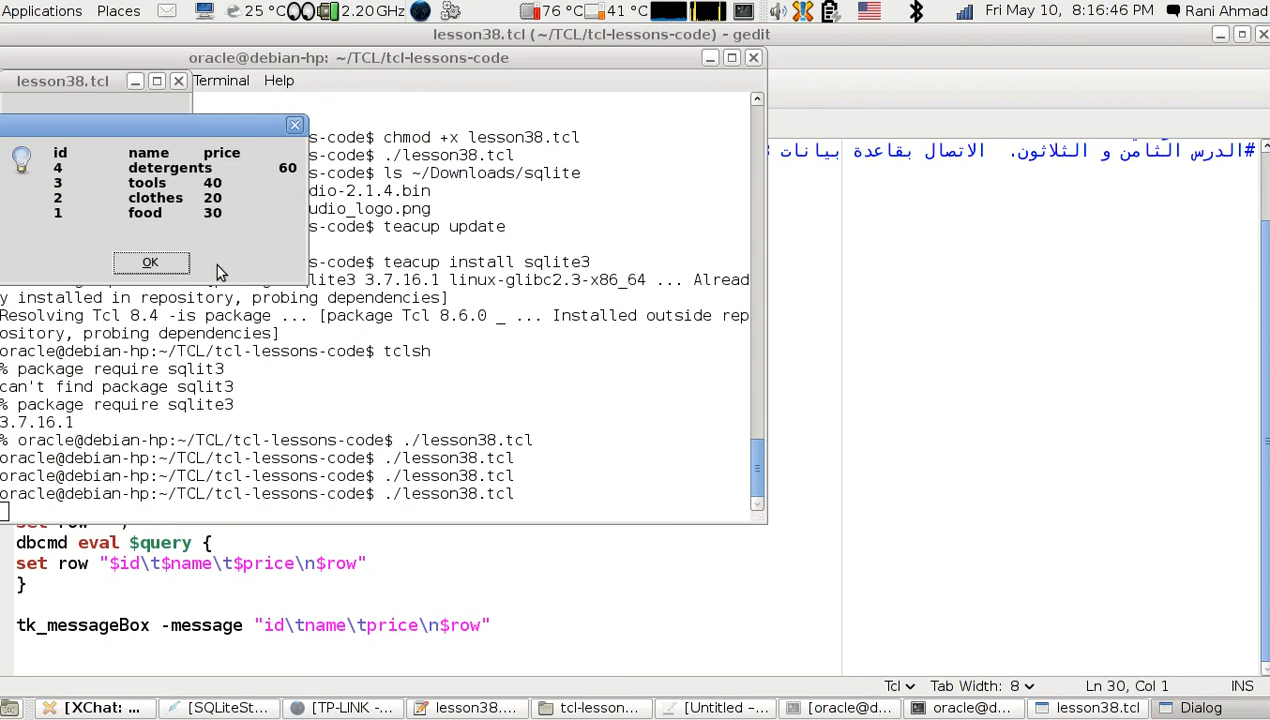 Applications Places 25 °C 2.20 GHz 76 °C 41 °C Fri May 10, 8:16:46 PM Rani Ahmad
lesson38.tcl (~/TCL/tcl-lessons-code) - gedit
oracle@debian-hp: ~/TCL/tcl-lessons-code
lesson38.tcl
Terminal Help
s-code$ chmod +x lesson38.tcl
s-code$ ./lesson38.tcl
s-code$ ls ~/Downloads/sqlite
dio-2.1.4.bin
udio_logo.png
s-code$ teacup update
s-code$ teacup install sqlite3
qlite3 3.7.16.1 linux-glibc2.3-x86_64 ... Alread
y installed in repository, probing dependencies]
Resolving Tcl 8.4 -is package ... [package Tcl 8.6.0 _ ... Installed outside rep
ository, probing dependencies]
oracle@debian-hp:~/TCL/tcl-lessons-code$ tclsh
% package require sqlit3
can't find package sqlit3
% package require sqlite3
3.7.16.1
% oracle@debian-hp:~/TCL/tcl-lessons-code$ ./lesson38.tcl
oracle@debian-hp:~/TCL/tcl-lessons-code$ ./lesson38.tcl
oracle@debian-hp:~/TCL/tcl-lessons-code$ ./lesson38.tcl
oracle@debian-hp:~/TCL/tcl-lessons-code$ ./lesson38.tcl
id name price
4 detergents 60
3 tools 40
2 clothes 20
1 food 30
OK
#الدرس الثامن و الثلاثون. الاتصال بقاعدة بيانات
dbcmd eval $query {
set row "$id\t$name\t$price\n$row"
}
tk_messageBox -message "id\tname\tprice\n$row"
Tcl Tab Width: 8 Ln 30, Col 1 INS
[XChat: ... [SQLiteSt... [TP-LINK -... lesson38.tc... tcl-lesson... [Untitled -... [oracle@d... oracle@d... lesson38.tcl Dialog